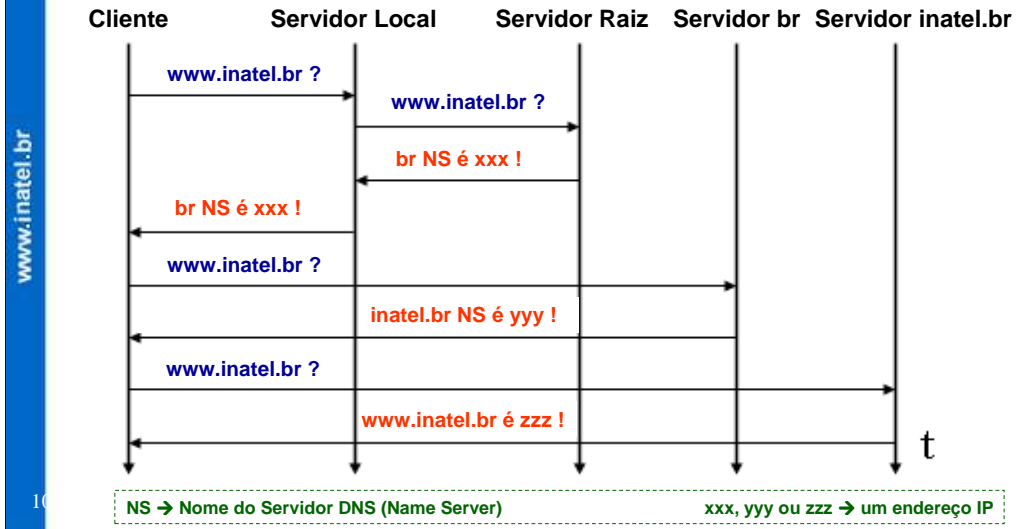 Cliente Servidor Local Servidor Raiz Servidor br Servidor inatel.br
www.inatel.br ?
www.inatel.br ?
br NS é xxx !
br NS é xxx !
www.inatel.br ?
inatel.br NS é yyy !
www.inatel.br ?
www.inatel.br é zzz !
t
www.inatel.br
NS → Nome do Servidor DNS (Name Server) xxx, yyy ou zzz → um endereço IP